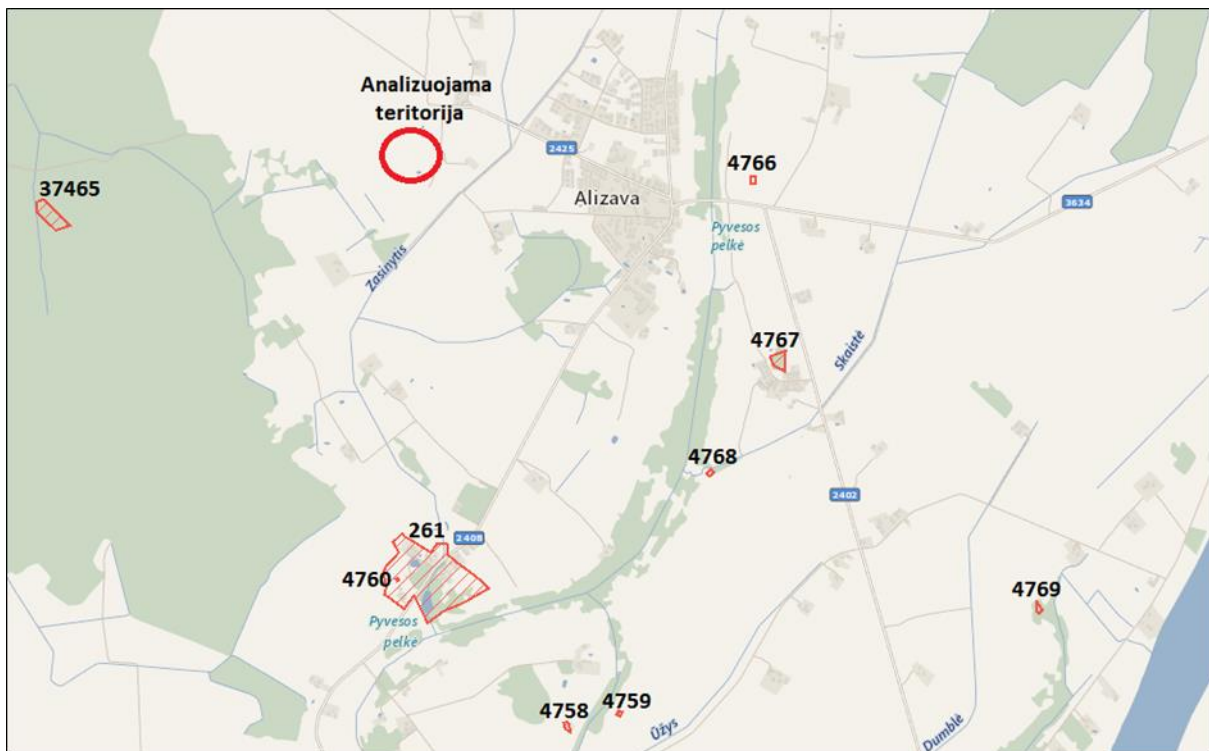 Analizuojama
teritorija
2425
4766
37465
3634
Alizava
Pyvesos
pelkė
Zasinytis
4767
Skaistė
4768
2402
261
2408
4760
4769
Pyvesos
pelkė
4758
4759
Ūžys
Dumblė